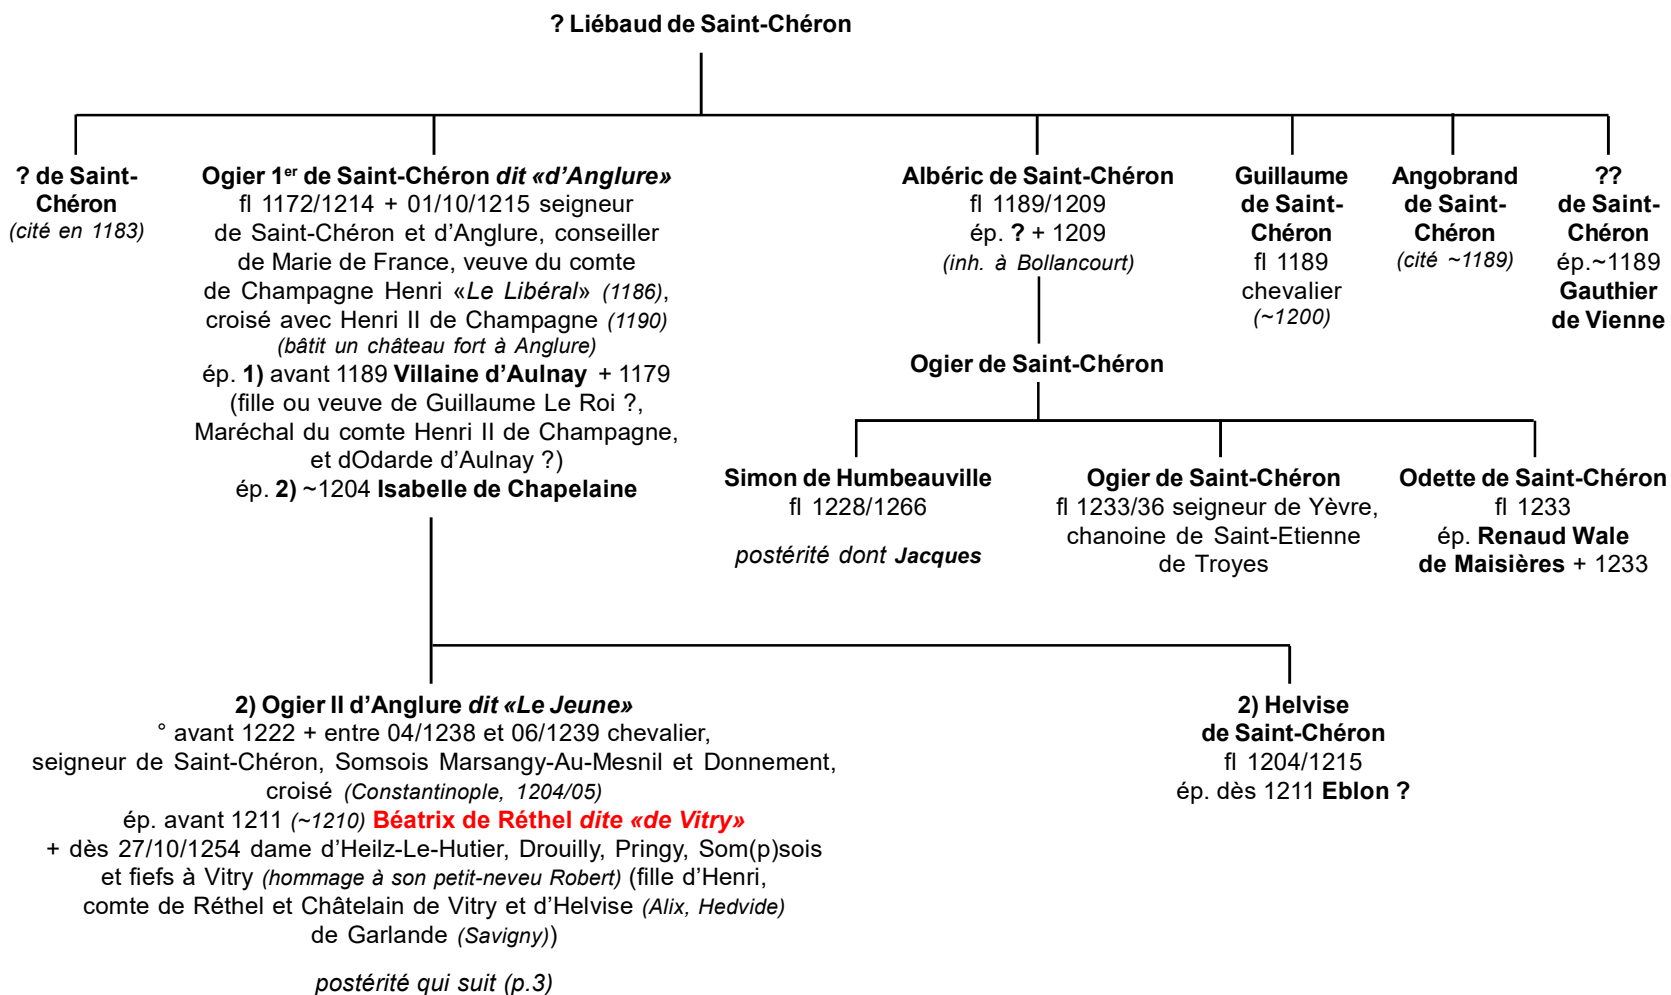 ? Liébaud de Saint-Chéron
? de Saint-
Chéron
(cité en 1183)
Ogier 1er de Saint-Chéron dit «d’Anglure»
fl 1172/1214 + 01/10/1215 seigneur
de Saint-Chéron et d’Anglure, conseiller
de Marie de France, veuve du comte
de Champagne Henri «Le Libéral» (1186),
croisé avec Henri II de Champagne (1190)
(bâtit un château fort à Anglure)
ép. 1) avant 1189 Villaine d’Aulnay + 1179
(fille ou veuve de Guillaume Le Roi ?,
Maréchal du comte Henri II de Champagne,
et dOdarde d’Aulnay ?)
ép. 2) ~1204 Isabelle de Chapelaine
Albéric de Saint-Chéron
fl 1189/1209
ép. ? + 1209
(inh. à Bollancourt)
Guillaume
de Saint-
Chéron
fl 1189
chevalier
(~1200)
Angobrand
de Saint-
Chéron
(cité ~1189)
??
de Saint-
Chéron
ép.~1189
Gauthier
de Vienne
Ogier de Saint-Chéron
Simon de Humbeauville
fl 1228/1266
postérité dont Jacques
Ogier de Saint-Chéron
fl 1233/36 seigneur de Yèvre,
chanoine de Saint-Etienne
de Troyes
Odette de Saint-Chéron
fl 1233
ép. Renaud Wale
de Maisières + 1233
2) Ogier II d’Anglure dit «Le Jeune»
° avant 1222 + entre 04/1238 et 06/1239 chevalier,
seigneur de Saint-Chéron, Somsois Marsangy-Au-Mesnil et Donnement,
croisé (Constantinople, 1204/05)
ép. avant 1211 (~1210) Béatrix de Réthel dite «de Vitry»
+ dès 27/10/1254 dame d’Heilz-Le-Hutier, Drouilly, Pringy, Som(p)sois
et fiefs à Vitry (hommage à son petit-neveu Robert) (fille d’Henri,
comte de Réthel et Châtelain de Vitry et d’Helvise (Alix, Hedvide)
de Garlande (Savigny))
postérité qui suit (p.3)
2) Helvise
de Saint-Chéron
fl 1204/1215
ép. dès 1211 Eblon ?